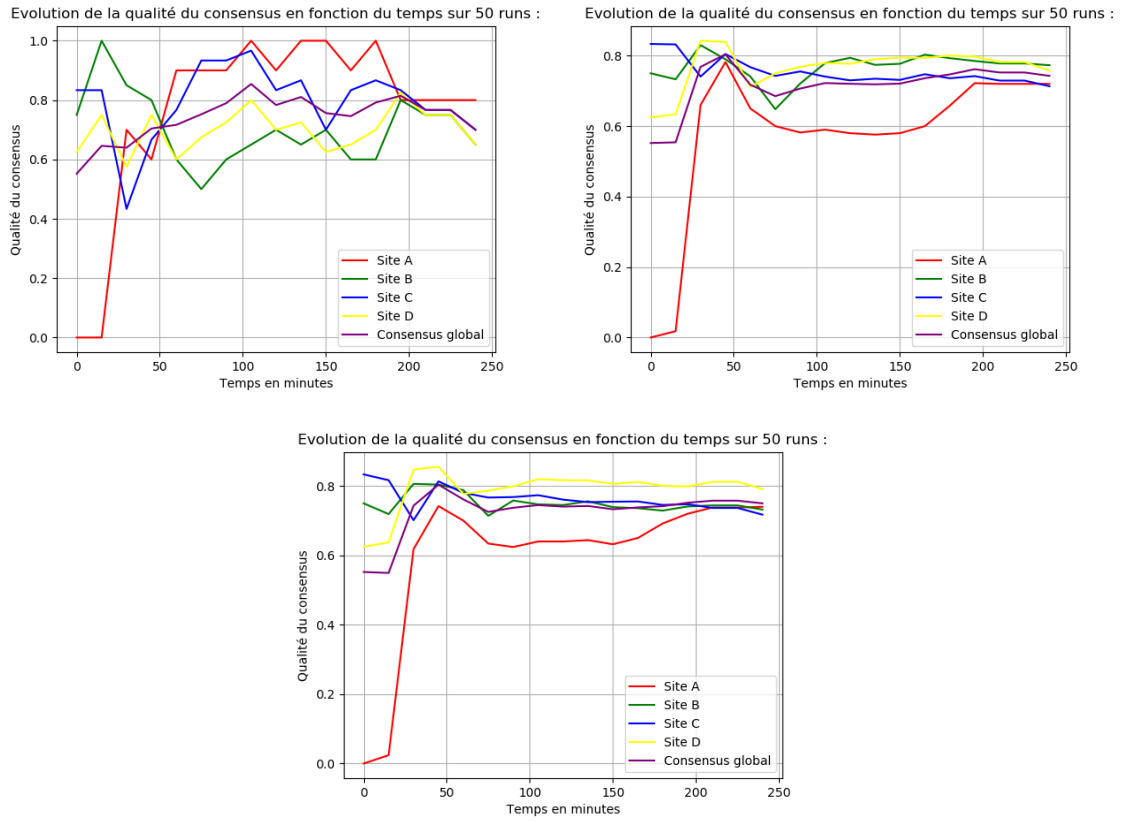 Evolution de la qualité du consensus en fonction du temps sur 50 runs :
1.0
0.8
0.6
0.4
0.2
0.0
Qualité du consensus
Site A
Site B
Site C
Site D
Consensus global
0 50 100 150 200 250
Temps en minutes
Evolution de la qualité du consensus en fonction du temps sur 50 runs :
0.8
0.6
0.4
0.2
0.0
Qualité du consensus
Site A
Site B
Site C
Site D
Consensus global
0 50 100 150 200 250
Temps en minutes
Evolution de la qualité du consensus en fonction du temps sur 50 runs :
0.8
0.6
0.4
0.2
0.0
Qualité du consensus
Site A
Site B
Site C
Site D
Consensus global
0 50 100 150 200 250
Temps en minutes